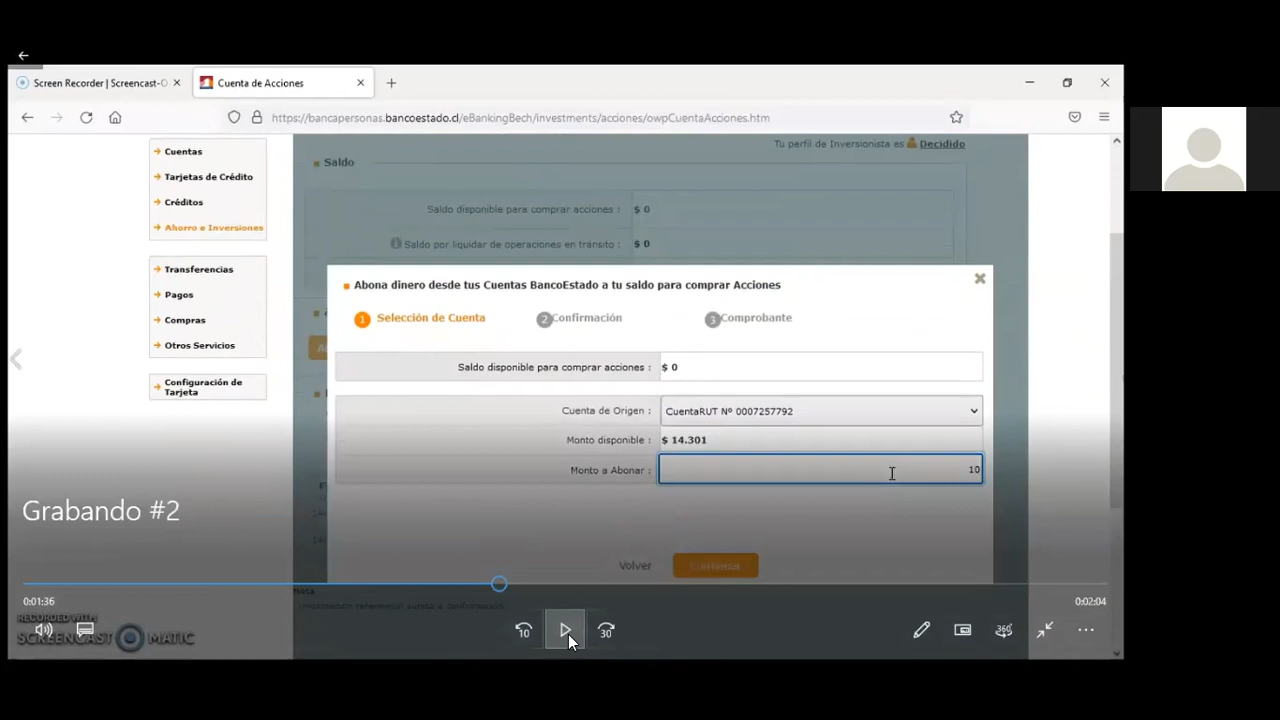 Screen Recorder | Screencast-O
Cuenta de Acciones
https://bancapersonas.bancoestado.cl/eBankingBech/investments/acciones/owpCuentaAcciones.htm
Tu perfil de Inversionista es Decidido
Cuentas
Tarjetas de Crédito
Créditos
Ahorro e Inversiones
Transferencias
Pagos
Compras
Otros Servicios
Configuración de
Tarjeta
Saldo
Saldo disponible para comprar acciones : $ 0
Saldo por liquidar de operaciones en tránsito : $ 0
Abona dinero desde tus Cuentas BancoEstado a tu saldo para comprar Acciones
1 Selección de Cuenta 2 Confirmación 3 Comprobante
Saldo disponible para comprar acciones : $ 0
Cuenta de Origen : CuentaRUT Nº 0007257792
Monto disponible : $ 14.301
Monto a Abonar : 10
Grabando #2
Volver Continuar
Nota
0:01:36
0:02:04
RECORDED WITH
SCREENCAST MATIC
10
30
360